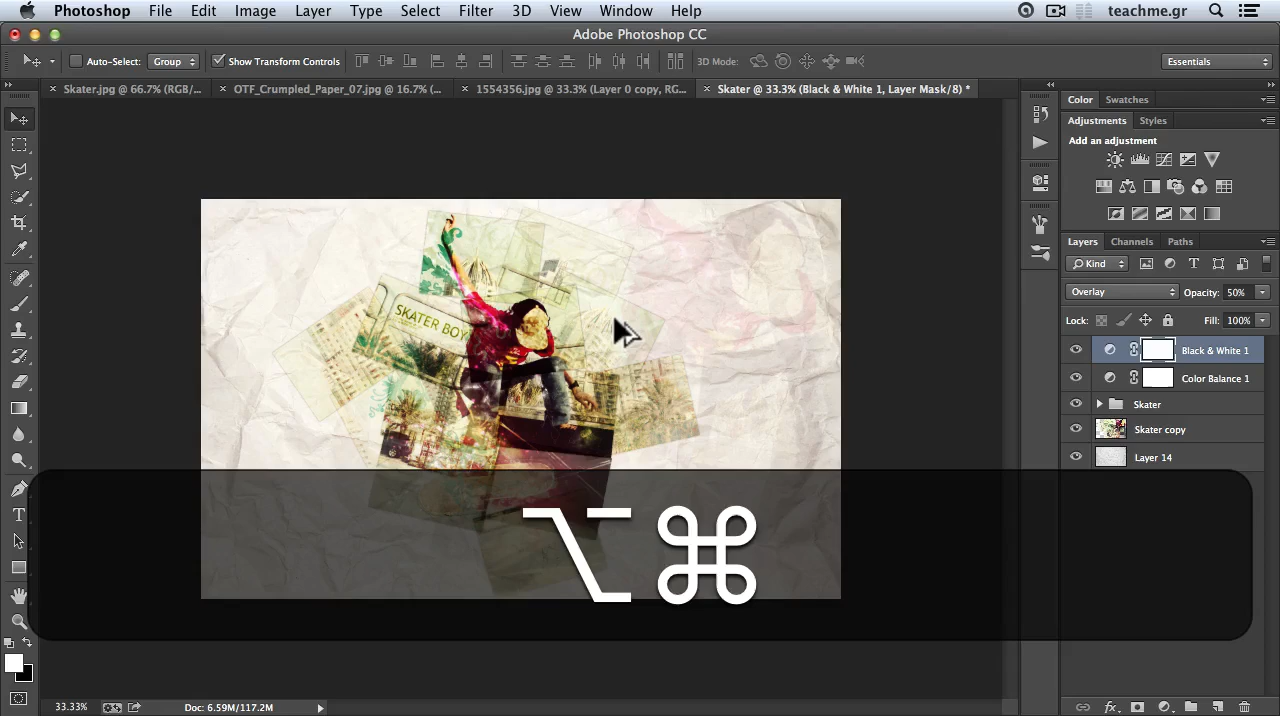 Photoshop File Edit Image Layer Type Select Filter 3D View Window Help teachme.gr
Adobe Photoshop CC
Auto-Select: Group Show Transform Controls 3D Mode: Essentials
Skater.jpg @ 66.7% (RGB/... OTF_Crumpled_Paper_07.jpg @ 16.7% (... 1554356.jpg @ 33.3% (Layer 0 copy, RG... Skater @ 33.3% (Black & White 1, Layer Mask/8) *
Color Swatches
Adjustments Styles
Add an adjustment
Layers Channels Paths
Kind
Overlay Opacity: 50%
Lock: Fill: 100%
Black & White 1
Color Balance 1
Skater
Skater copy
Layer 14
SKATER BOY
⌥ ⌘
33.33% Doc: 6.59M/117.2M